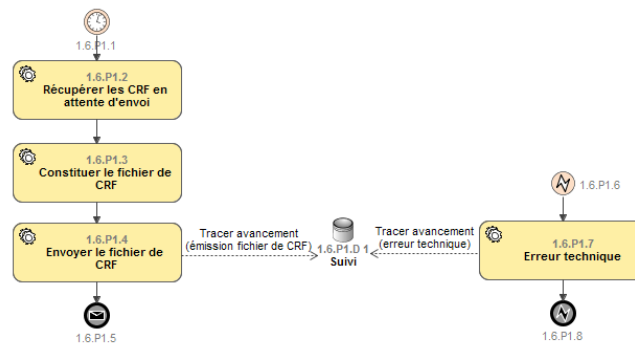 1.6.P1.1
1.6.P1.2
Récupérer les CRF en
attente d'envoi
1.6.P1.3
Constituer le fichier de
CRF
1.6.P1.4
Envoyer le fichier de
CRF
1.6.P1.5
Tracer avancement
(émission fichier de CRF)
1.6.P1.D 1
Suivi
Tracer avancement
(erreur technique)
1.6.P1.6
1.6.P1.7
Erreur technique
1.6.P1.8